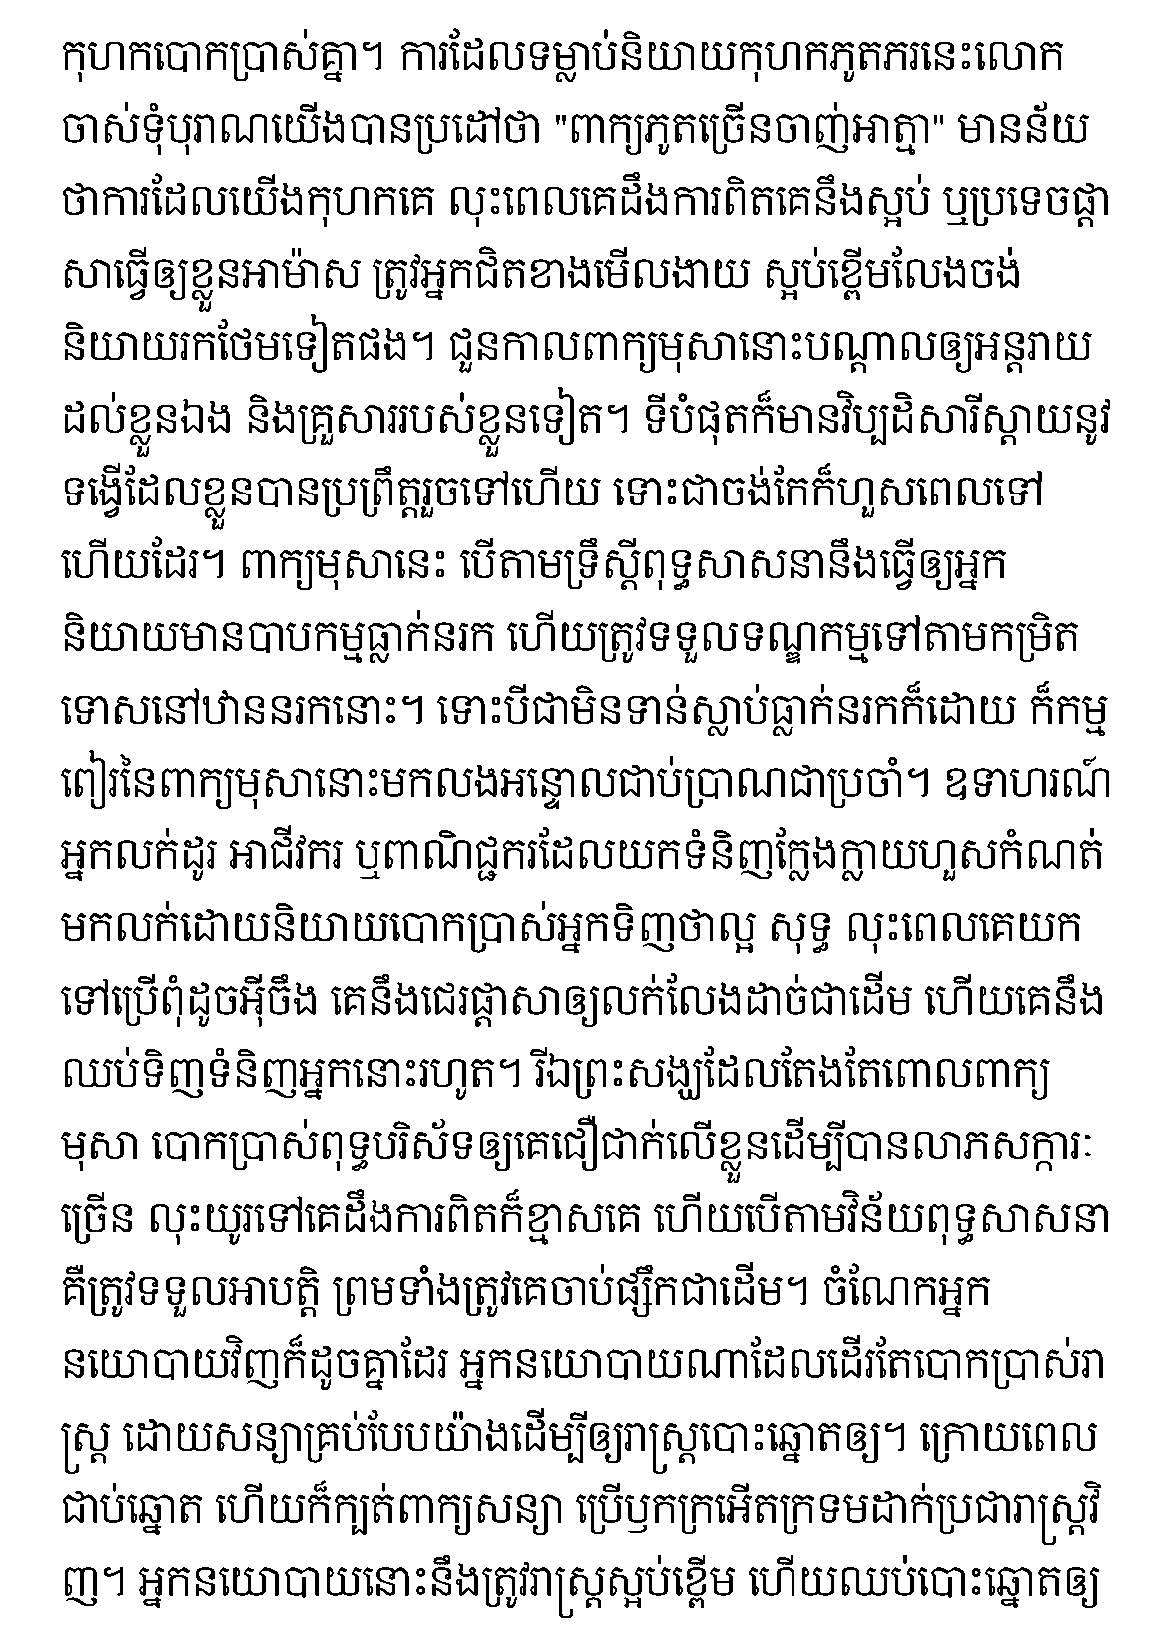 កុហកបោកប្រាស់គ្នា។ ការដែលទម្លាប់និយាយកុហកភូតភរនេះលោក
ចាស់ទុំបុរាណយើងបានប្រដៅថា "ពាក្យភូតច្រើនចាញ់អាត្មា" មានន័យ
ថាការដែលយើងកុហកគេ លុះពេលគេដឹងការពិតគេនឹងស្អប់ ឬប្រទេចផ្ដា
សាធ្វើឲ្យខ្លួនអាម៉ាស ត្រូវអ្នកជិតខាងមើលងាយ ស្អប់ខ្ពើមលែងចង់
និយាយរកថែមទៀតផង។ ជួនកាលពាក្យមុសានោះបណ្ដាលឲ្យអន្តរាយ
ដល់ខ្លួនឯង និងគ្រួសាររបស់ខ្លួនទៀត។ ទីបំផុតក៏មានវិប្បដិសារីស្ដាយនូវ
ទង្វើដែលខ្លួនបានប្រព្រឹត្តរួចទៅហើយ ទោះជាចង់កែក៏ហួសពេលទៅ
ហើយដែរ។ ពាក្យមុសានេះ បើតាមទ្រឹស្ដីពុទ្ធសាសនានឹងធ្វើឲ្យអ្នក
និយាយមានបាបកម្មធ្លាក់នរក ហើយត្រូវទទួលទណ្ឌកម្មទៅតាមកម្រិត
ទោសនៅឋាននរកនោះ។ ទោះបីជាមិនទាន់ស្លាប់ធ្លាក់នរកក៏ដោយ ក៏កម្ម
ពៀរនៃពាក្យមុសានោះមកលងអន្ទោលជាប់ប្រាណជាប្រចាំ។ ឧទាហរណ៍
អ្នកលក់ដូរ អាជីវករ ឬពាណិជ្ជករដែលយកទំនិញក្លែងក្លាយហួសកំណត់
មកលក់ដោយនិយាយបោកប្រាស់អ្នកទិញថាល្អ សុទ្ធ លុះពេលគេយក
ទៅប្រើពុំដូចអ៊ីចឹង គេនឹងជេរផ្ដាសាឲ្យលក់លែងដាច់ជាដើម ហើយគេនឹង
ឈប់ទិញទំនិញអ្នកនោះរហូត។ រីឯព្រះសង្ឃដែលតែងតែពោលពាក្យ
មុសា បោកប្រាស់ពុទ្ធបរិស័ទឲ្យគេជឿជាក់លើខ្លួនដើម្បីបានលាភសក្ការៈ
ច្រើន លុះយូរទៅគេដឹងការពិតក៏ខ្មាសគេ ហើយបើតាមវិន័យពុទ្ធសាសនា
គឺត្រូវទទួលអាបត្តិ ព្រមទាំងត្រូវគេចាប់ផ្សឹកជាដើម។ ចំណែកអ្នក
នយោបាយវិញក៏ដូចគ្នាដែរ អ្នកនយោបាយណាដែលដើរតែបោកប្រាស់រា
ស្ត្រ ដោយសន្យាគ្រប់បែបយ៉ាងដើម្បីឲ្យរាស្ត្របោះឆ្នោតឲ្យ។ ក្រោយពេល
ជាប់ឆ្នោត ហើយក៏ក្បត់ពាក្យសន្យា ប្រើឫកក្រអើតក្រទមដាក់ប្រជារាស្ត្រវិ
ញ។ អ្នកនយោបាយនោះនឹងត្រូវរាស្ត្រស្អប់ខ្ពើម ហើយឈប់បោះឆ្នោតឲ្យ